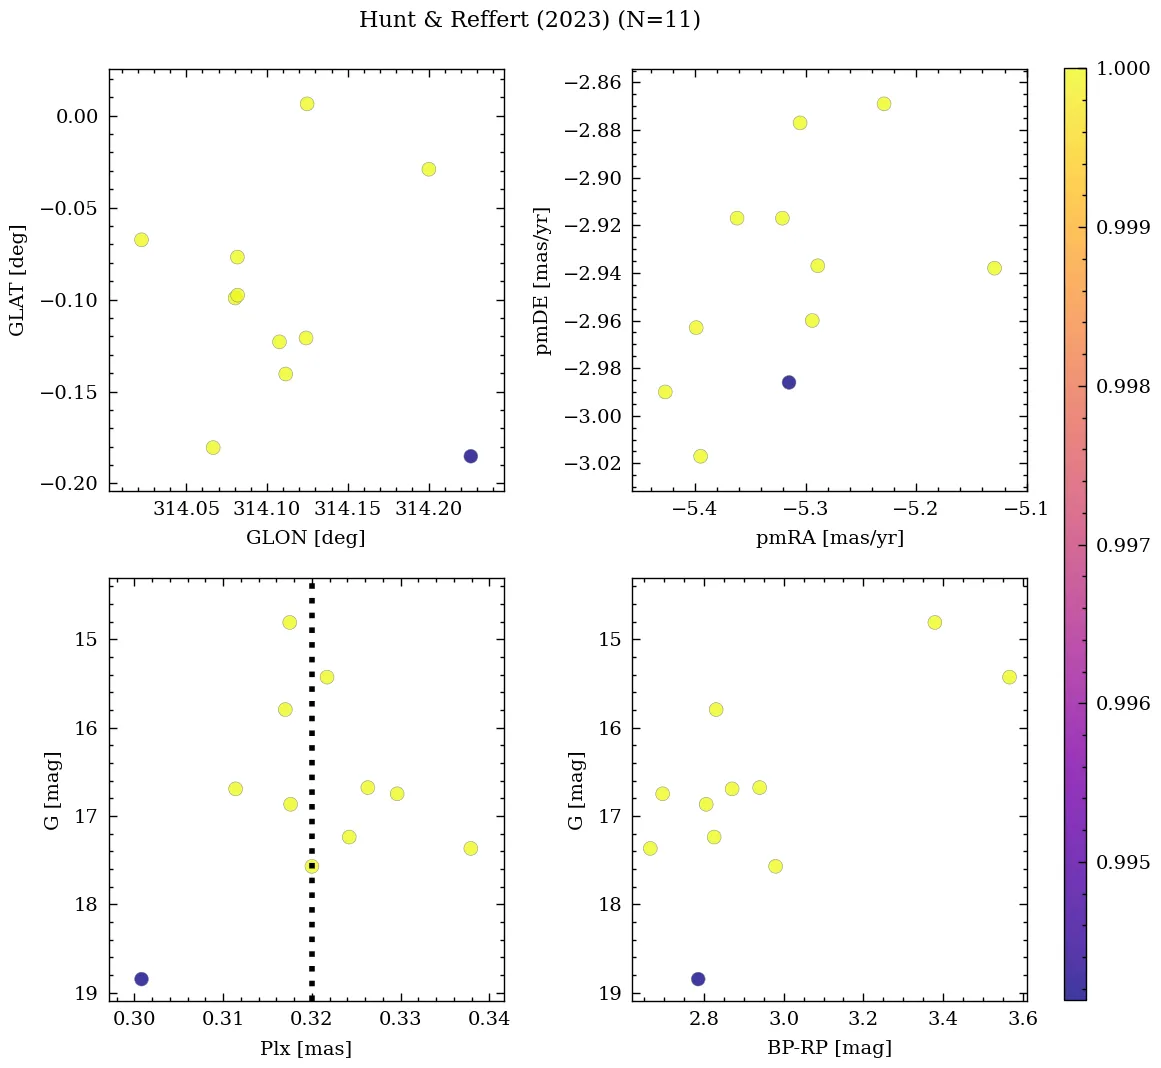 Hunt & Reffert (2023) (N=11)
0.00
−0.05
−0.10
−0.15
−0.20
GLAT [deg]
314.05 314.10 314.15 314.20
GLON [deg]
−2.86
−2.88
−2.90
−2.92
−2.94
−2.96
−2.98
−3.00
−3.02
pmDE [mas/yr]
−5.4 −5.3 −5.2 −5.1
pmRA [mas/yr]
15
16
17
18
19
G [mag]
0.30 0.31 0.32 0.33 0.34
Plx [mas]
15
16
17
18
19
G [mag]
2.8 3.0 3.2 3.4 3.6
BP-RP [mag]
1.000
0.999
0.998
0.997
0.996
0.995